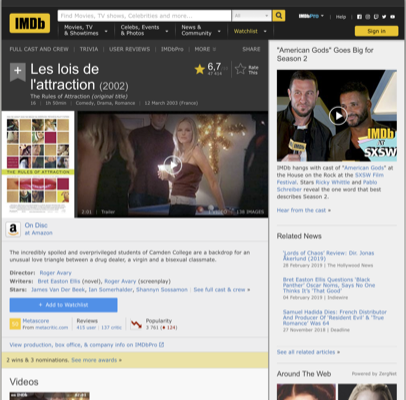 IMDb
Find Movies, TV shows, Celebrities and more...
All
IMDbPro
Help
Movies, TV
& Showtimes
Celebs, Events
& Photos
News &
Community
Watchlist
Sign in
FULL CAST AND CREW | TRIVIA | USER REVIEWS | IMDbPro | MORE
SHARE
Les lois de
l'attraction (2002)
The Rules of Attraction (original title)
16 | 1h 50min | Comedy, Drama, Romance | 12 March 2003 (France)
6,7
Rate
This
THE RULES OF ATTRACTION
2:31 | Trailer
IMAGES
On Disc
at Amazon
The incredibly spoiled and overprivileged students of Camden College are a backdrop for an
unusual love triangle between a drug dealer, a virgin and a bisexual classmate.
Director: Roger Avary
Writers: Bret Easton Ellis (novel), Roger Avary (screenplay)
Stars: James Van Der Beek, Ian Somerhalder, Shannyn Sossamon | See full cast & crew »
+ Add to Watchlist
Metascore
From metacritic.com
Reviews
415 user | 137 critic
Popularity
3 761 (124)
View production, box office, & company info on IMDbPro
2 wins & 3 nominations. See more awards »
Videos
"American Gods" Goes Big for
Season 2
IMDb
at
SXSW
IMDb hangs with cast of "American Gods" at
the House on the Rock at the SXSW Film
Festival. Stars Ricky Whittle and Pablo
Schreiber reveal the one word that best
describes Season 2.
Hear from the cast »
Related News
'Lords of Chaos' Review: Dir. Jonas
Åkerlund (2019)
28 February 2019 | The Hollywood News
Bret Easton Ellis Questions 'Black
Panther' Oscar Noms, Says No One
Thinks It's 'That Good'
04 February 2019 | Indiewire
Samuel Hadida Dies: French Distributor
And Producer Of 'Resident Evil' & 'True
Romance' Was 64
27 November 2018 | Deadline
See all related articles »
Around The Web
Powered by ZergNet